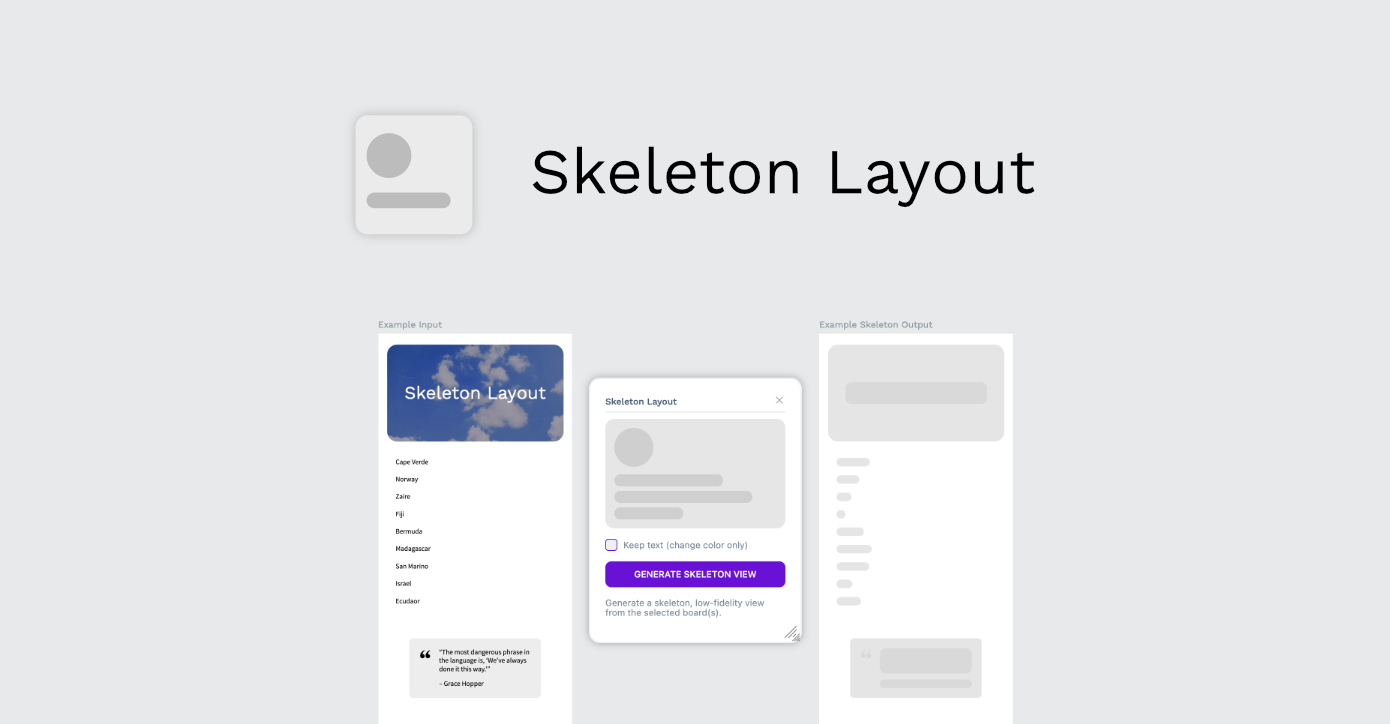 Skeleton Layout
Example Input
Skeleton Layout
Cape Verde
Norway
Zaire
Fiji
Bermuda
Madagascar
San Marino
Israel
Ecudaor
❝
"The most dangerous phrase in
the language is, 'We've always
done it this way.'"
– Grace Hopper
Skeleton Layout
Keep text (change color only)
GENERATE SKELETON VIEW
Generate a skeleton, low-fidelity view
from the selected board(s).
Example Skeleton Output
❝